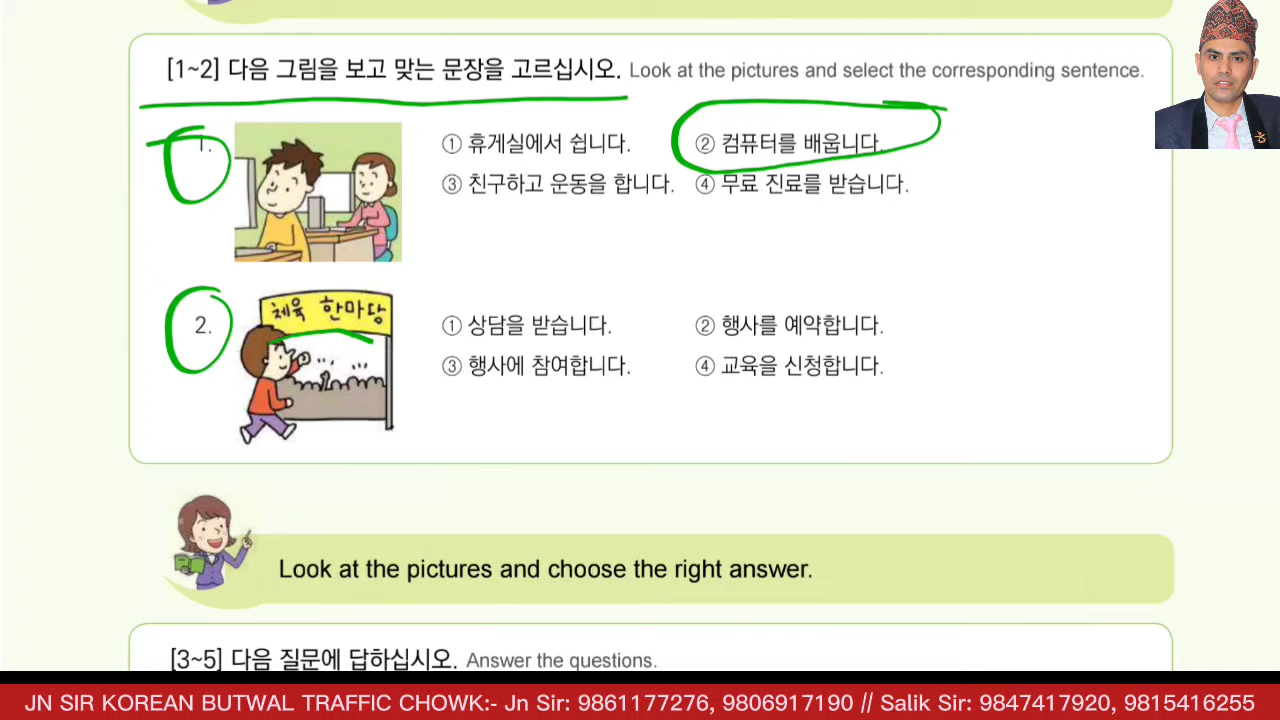 [1~2] 다음 그림을 보고 맞는 문장을 고르십시오. Look at the pictures and select the corresponding sentence.
1.
① 휴게실에서 쉽니다. ② 컴퓨터를 배웁니다.
③ 친구하고 운동을 합니다. ④ 무료 진료를 받습니다.
2.
체육 한마당
① 상담을 받습니다. ② 행사를 예약합니다.
③ 행사에 참여합니다. ④ 교육을 신청합니다.
Look at the pictures and choose the right answer.
[3~5] 다음 질문에 답하십시오. Answer the questions.
JN SIR KOREAN BUTWAL TRAFFIC CHOWK:- Jn Sir: 9861177276, 9806917190 // Salik Sir: 9847417920, 9815416255